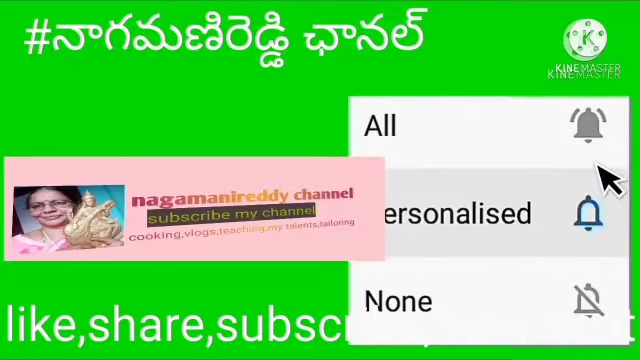 #నాగమణిరెడ్డి ఛానల్
KINEMASTER
KINEMASTER
All
nagamanireddy channel
subscribe my channel
cooking,vlogs,teaching,my talents,tailoring
ersonalised
None
like,share,subsc